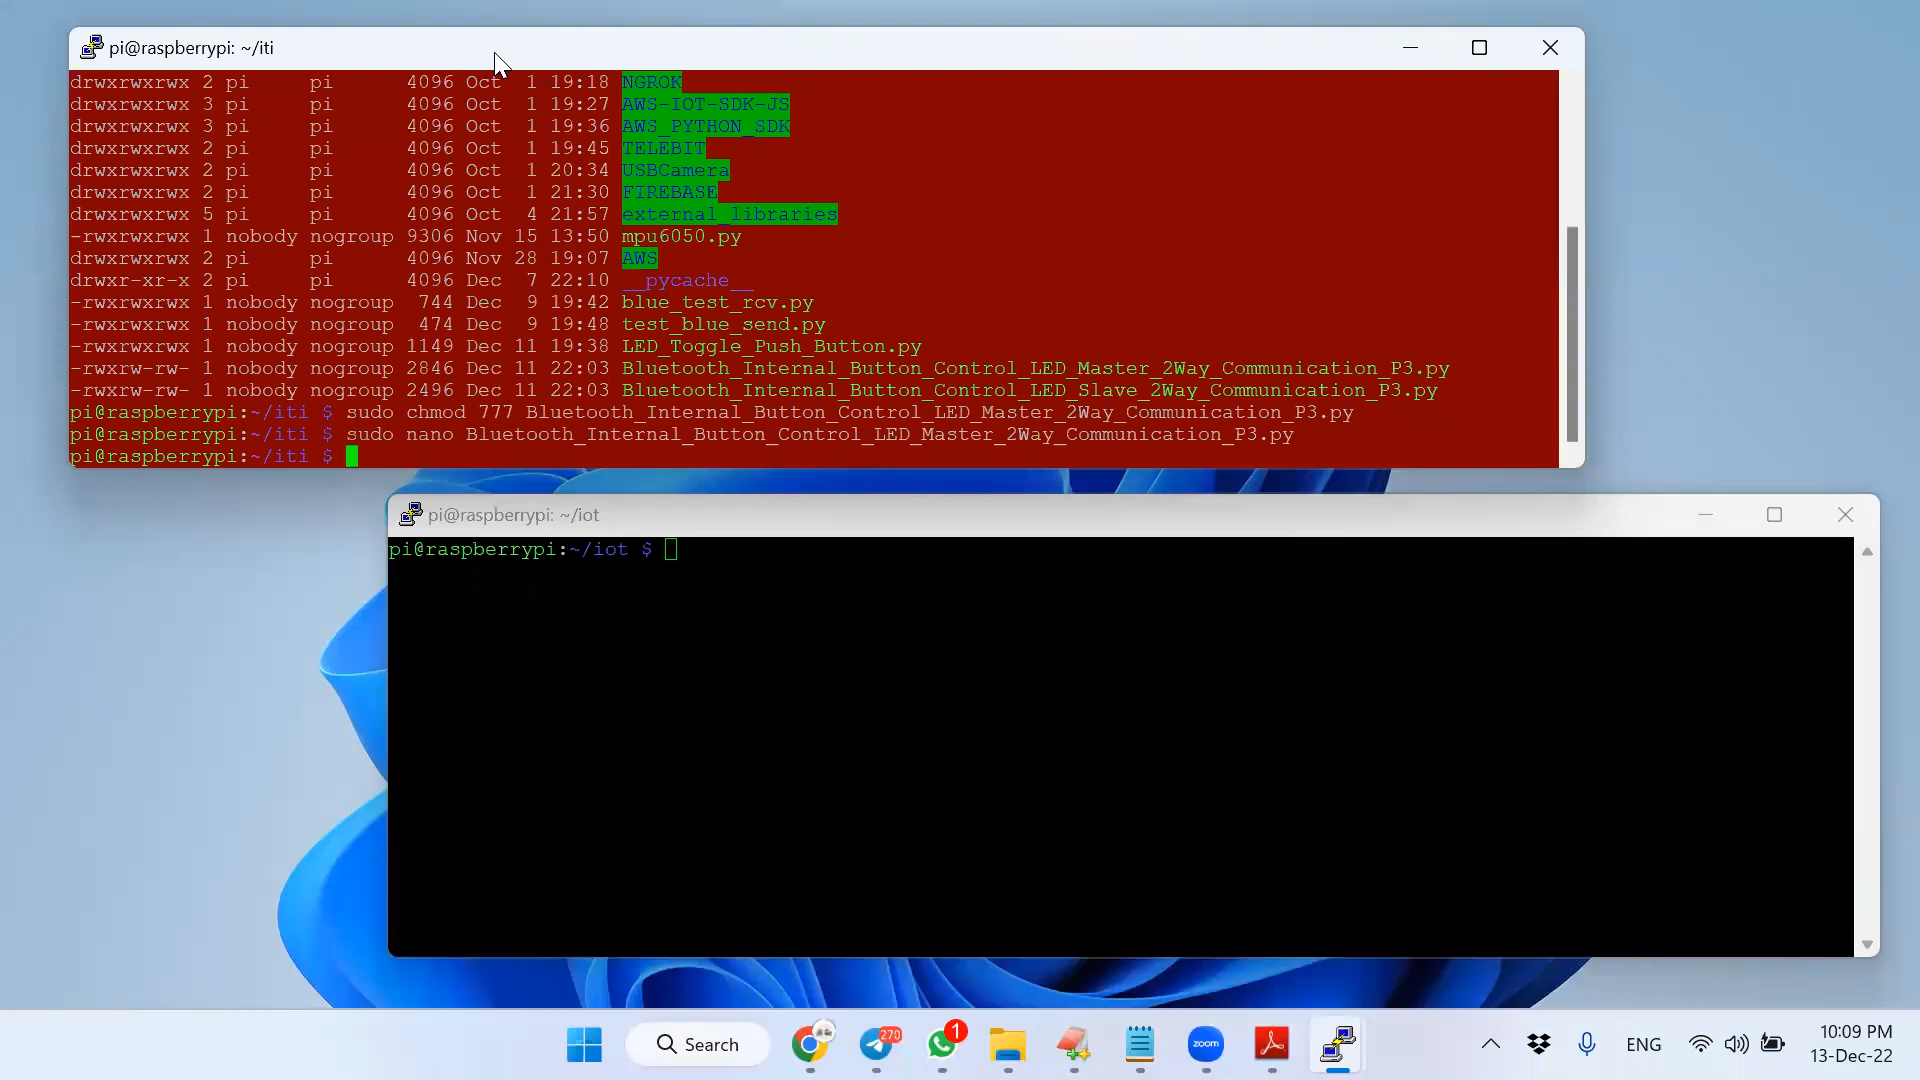 pi@raspberrypi: ~/iti
drwxrwxrwx 2 pi     pi      4096 Oct  1 19:18 NGROK
drwxrwxrwx 3 pi     pi      4096 Oct  1 19:27 AWS-IOT-SDK-JS
drwxrwxrwx 3 pi     pi      4096 Oct  1 19:36 AWS_PYTHON_SDK
drwxrwxrwx 2 pi     pi      4096 Oct  1 19:45 TELEBIT
drwxrwxrwx 2 pi     pi      4096 Oct  1 20:34 USBCamera
drwxrwxrwx 2 pi     pi      4096 Oct  1 21:30 FIREBASE
drwxrwxrwx 5 pi     pi      4096 Oct  4 21:57 external_libraries
-rwxrwxrwx 1 nobody nogroup 9306 Nov 15 13:50 mpu6050.py
drwxrwxrwx 2 pi     pi      4096 Nov 28 19:07 AWS
drwxr-xr-x 2 pi     pi      4096 Dec  7 22:10 __pycache__
-rwxrwxrwx 1 nobody nogroup  744 Dec  9 19:42 blue_test_rcv.py
-rwxrwxrwx 1 nobody nogroup  474 Dec  9 19:48 test_blue_send.py
-rwxrwxrwx 1 nobody nogroup 1149 Dec 11 19:38 LED_Toggle_Push_Button.py
-rwxrw-rw- 1 nobody nogroup 2846 Dec 11 22:03 Bluetooth_Internal_Button_Control_LED_Master_2Way_Communication_P3.py
-rwxrw-rw- 1 nobody nogroup 2496 Dec 11 22:03 Bluetooth_Internal_Button_Control_LED_Slave_2Way_Communication_P3.py
pi@raspberrypi:~/iti $ sudo chmod 777 Bluetooth_Internal_Button_Control_LED_Master_2Way_Communication_P3.py
pi@raspberrypi:~/iti $ sudo nano Bluetooth_Internal_Button_Control_LED_Master_2Way_Communication_P3.py
pi@raspberrypi:~/iti $
pi@raspberrypi: ~/iot
pi@raspberrypi:~/iot $
Search
270
1
zoom
ENG
10:09 PM
13-Dec-22